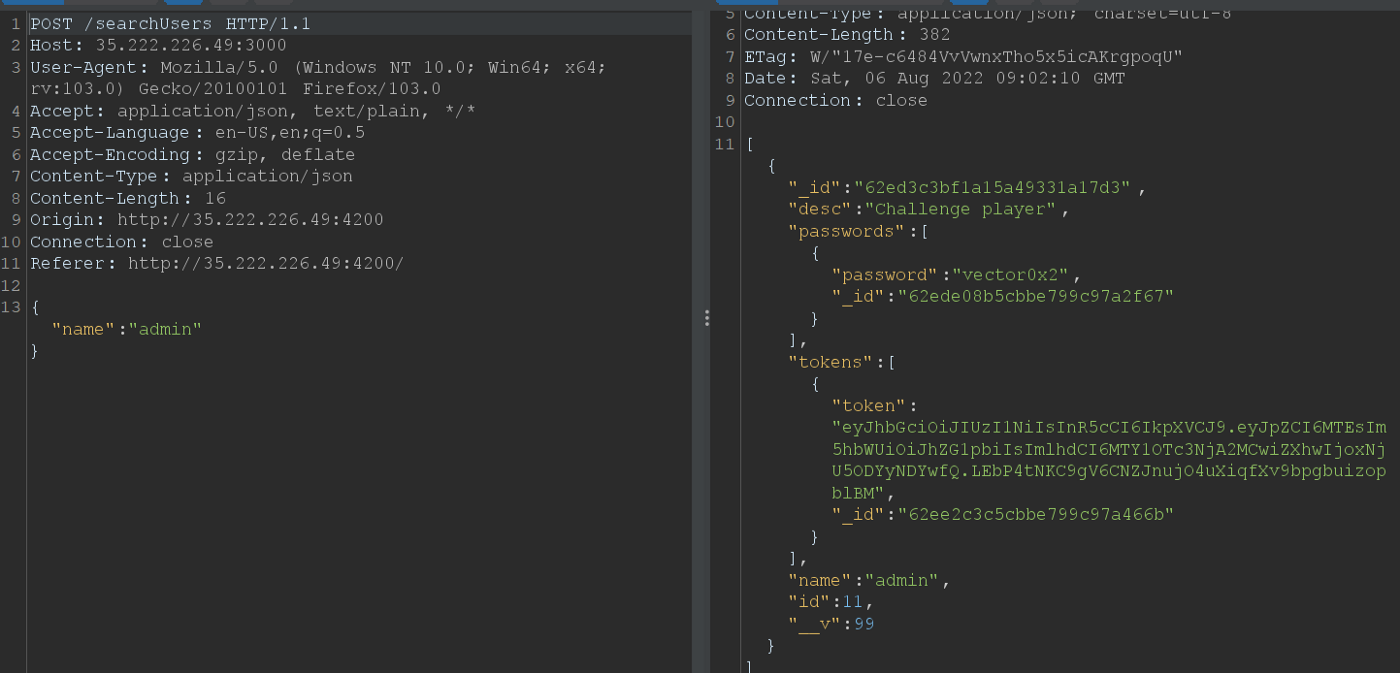 1 POST /searchUsers HTTP/1.1
2 Host: 35.222.226.49:3000
3 User-Agent: Mozilla/5.0 (Windows NT 10.0; Win64; x64;
rv:103.0) Gecko/20100101 Firefox/103.0
4 Accept: application/json, text/plain, */*
5 Accept-Language: en-US,en;q=0.5
6 Accept-Encoding: gzip, deflate
7 Content-Type: application/json
8 Content-Length: 16
9 Origin: http://35.222.226.49:4200
10 Connection: close
11 Referer: http://35.222.226.49:4200/
12
13 {
"name":"admin"
}
5 Content-Type: application/json; charset=utf-8
6 Content-Length: 382
7 ETag: W/"17e-c6484VvVwnxTho5x5icAKrgpoqU"
8 Date: Sat, 06 Aug 2022 09:02:10 GMT
9 Connection: close
10
11 [
{
"_id":"62ed3c3bf1a15a49331a17d3",
"desc":"Challenge player",
"passwords":[
{
"password":"vector0x2",
"_id":"62ede08b5cbbe799c97a2f67"
}
],
"tokens":[
{
"token":
"eyJhbGciOiJIUzI1NiIsInR5cCI6IkpXVCJ9.eyJpZCI6MTEsIm
5hbWUiOiJhZG1pbiIsImlhdCI6MTY1OTc3NjA2MCwiZXhwIjoxNj
U5ODYyNDYwfQ.LEbP4tNKC9gV6CNZJnujO4uXiqfXv9bpgbuizop
blBM",
"_id":"62ee2c3c5cbbe799c97a466b"
}
],
"name":"admin",
"id":11,
"__v":99
}
]